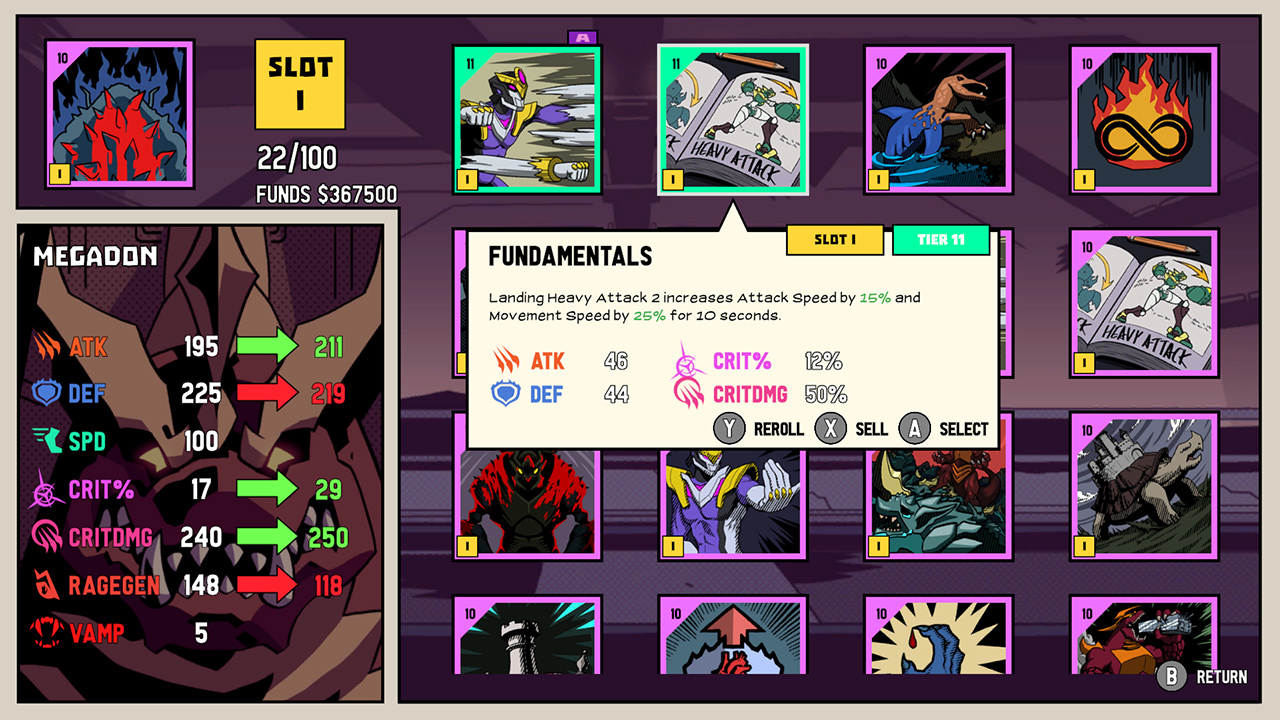 10
I
SLOT
I
22/100
FUNDS $367500
A
11
I
11
HEAVY ATTACK
I
10
I
10
I
MEGADON
ATK 195 211
DEF 225 219
SPD 100
CRIT% 17 29
CRITDMG 240 250
RAGEGEN 148 118
VAMP 5
SLOT I
TIER 11
FUNDAMENTALS
Landing Heavy Attack 2 increases Attack Speed by 15% and
Movement Speed by 25% for 10 seconds.
ATK 46 CRIT% 12%
DEF 44 CRITDMG 50%
Y REROLL X SELL A SELECT
10
HEAVY ATTACK
I
I
I
I
10
I
10
10
10
10
B RETURN